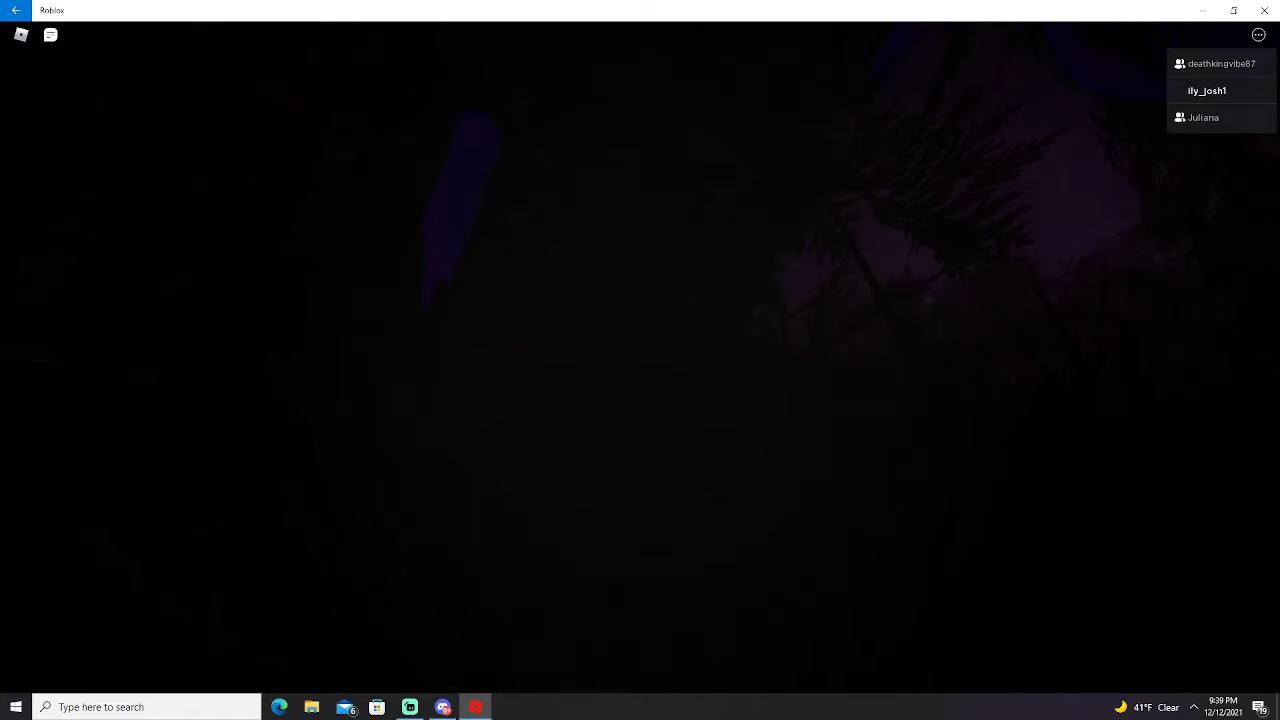 Roblox
deathkingvibe87
ily_josh1
Juliana
Type here to search
41°F Clear
9:39 PM
12/12/2021